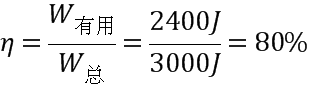 η = W有用 / W总 = 2400J / 3000J = 80%